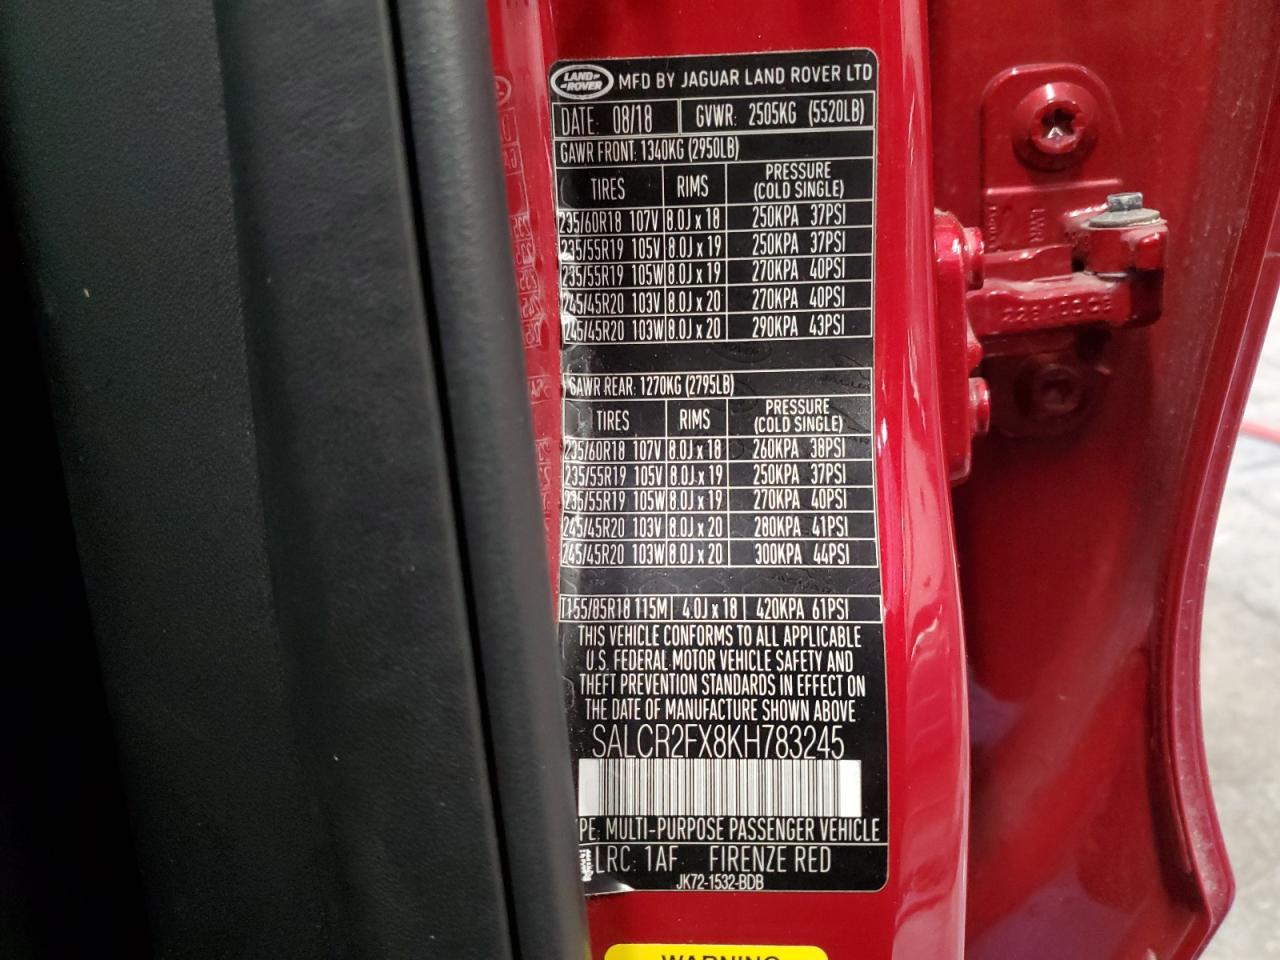 LAND-ROVER MFD BY JAGUAR LAND ROVER LTD
DATE: 08/18 GVWR: 2505KG (5520LB)
GAWR FRONT: 1340KG (2950LB)
TIRES RIMS PRESSURE (COLD SINGLE)
235/60R18 107V 8.0J x 18 250KPA 37PSI
235/55R19 105V 8.0J x 19 250KPA 37PSI
235/55R19 105W 8.0J x 19 270KPA 40PSI
245/45R20 103V 8.0J x 20 270KPA 40PSI
245/45R20 103W 8.0J x 20 290KPA 43PSI
GAWR REAR: 1270KG (2795LB)
TIRES RIMS PRESSURE (COLD SINGLE)
235/60R18 107V 8.0J x 18 260KPA 38PSI
235/55R19 105V 8.0J x 19 250KPA 37PSI
235/55R19 105W 8.0J x 19 270KPA 40PSI
245/45R20 103V 8.0J x 20 280KPA 41PSI
245/45R20 103W 8.0J x 20 300KPA 44PSI
T155/85R18 115M 4.0J x 18 420KPA 61PSI
THIS VEHICLE CONFORMS TO ALL APPLICABLE
U.S. FEDERAL MOTOR VEHICLE SAFETY AND
THEFT PREVENTION STANDARDS IN EFFECT ON
THE DATE OF MANUFACTURE SHOWN ABOVE
SALCR2FX8KH783245
PE: MULTI-PURPOSE PASSENGER VEHICLE
LRC: 1AF FIRENZE RED
JK72-1532-BDB
WARNING